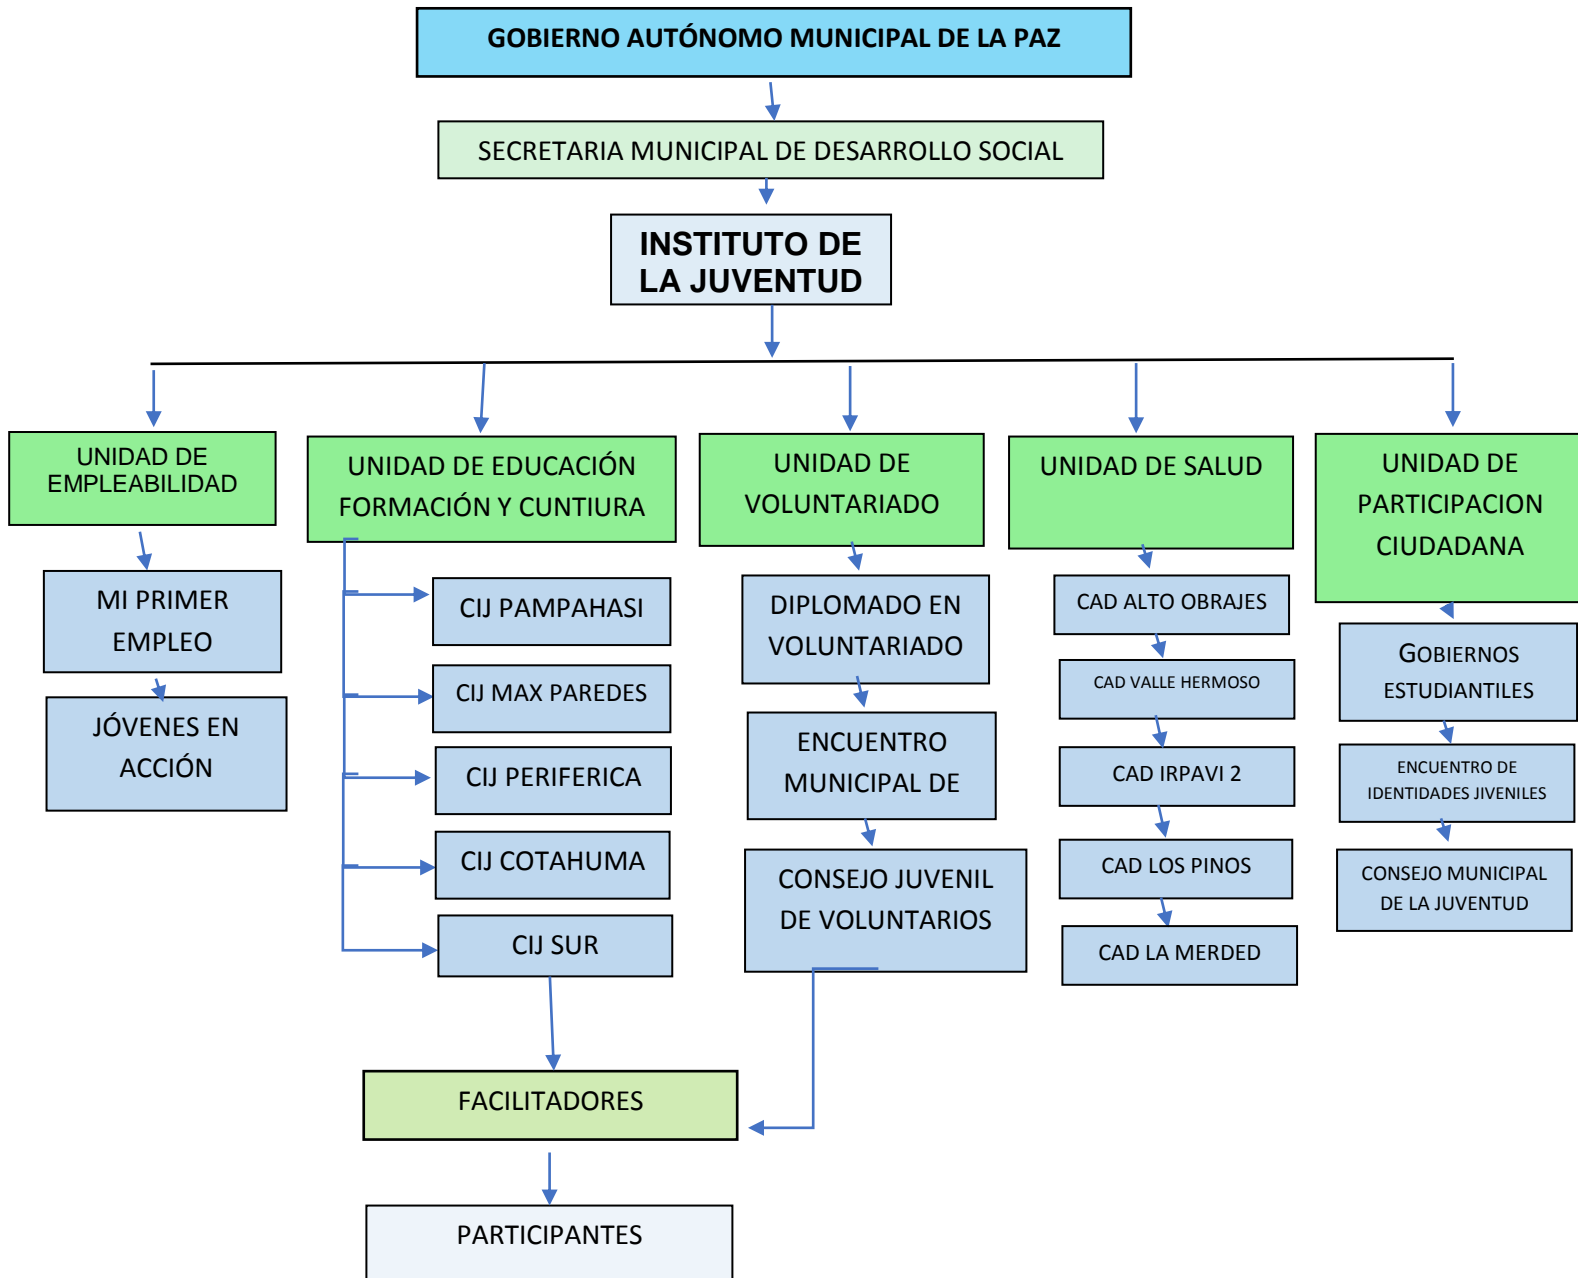 GOBIERNO AUTÓNOMO MUNICIPAL DE LA PAZ
SECRETARIA MUNICIPAL DE DESARROLLO SOCIAL
INSTITUTO DE
LA JUVENTUD
UNIDAD DE
EMPLEABILIDAD
MI PRIMER
EMPLEO
JÓVENES EN
ACCIÓN
UNIDAD DE EDUCACIÓN
FORMACIÓN Y CUNTIURA
CIJ PAMPAHASI
CIJ MAX PAREDES
CIJ PERIFERICA
CIJ COTAHUMA
CIJ SUR
UNIDAD DE
VOLUNTARIADO
DIPLOMADO EN
VOLUNTARIADO
ENCUENTRO
MUNICIPAL DE
CONSEJO JUVENIL
DE VOLUNTARIOS
UNIDAD DE SALUD
CAD ALTO OBRAJES
CAD VALLE HERMOSO
CAD IRPAVI 2
CAD LOS PINOS
CAD LA MERDED
UNIDAD DE
PARTICIPACION
CIUDADANA
GOBIERNOS
ESTUDIANTILES
ENCUENTRO DE
IDENTIDADES JIVENILES
CONSEJO MUNICIPAL
DE LA JUVENTUD
FACILITADORES
PARTICIPANTES